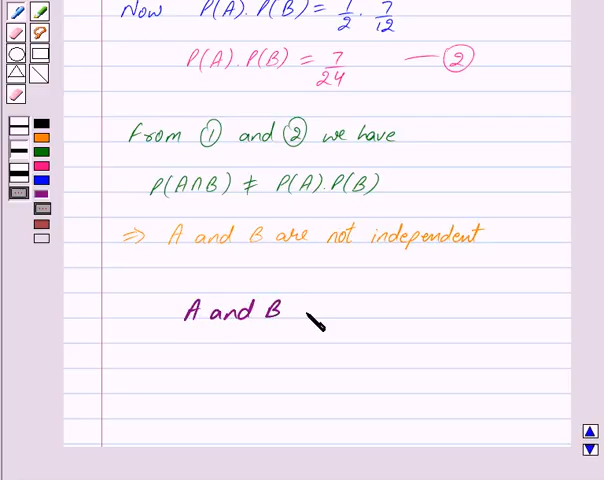 Now P(A).P(B) = 1/2 . 7/12
P(A).P(B) = 7/24 — ②
From ① and ② we have
P(A∩B) ≠ P(A).P(B)
⇒ A and B are not independent
A and B